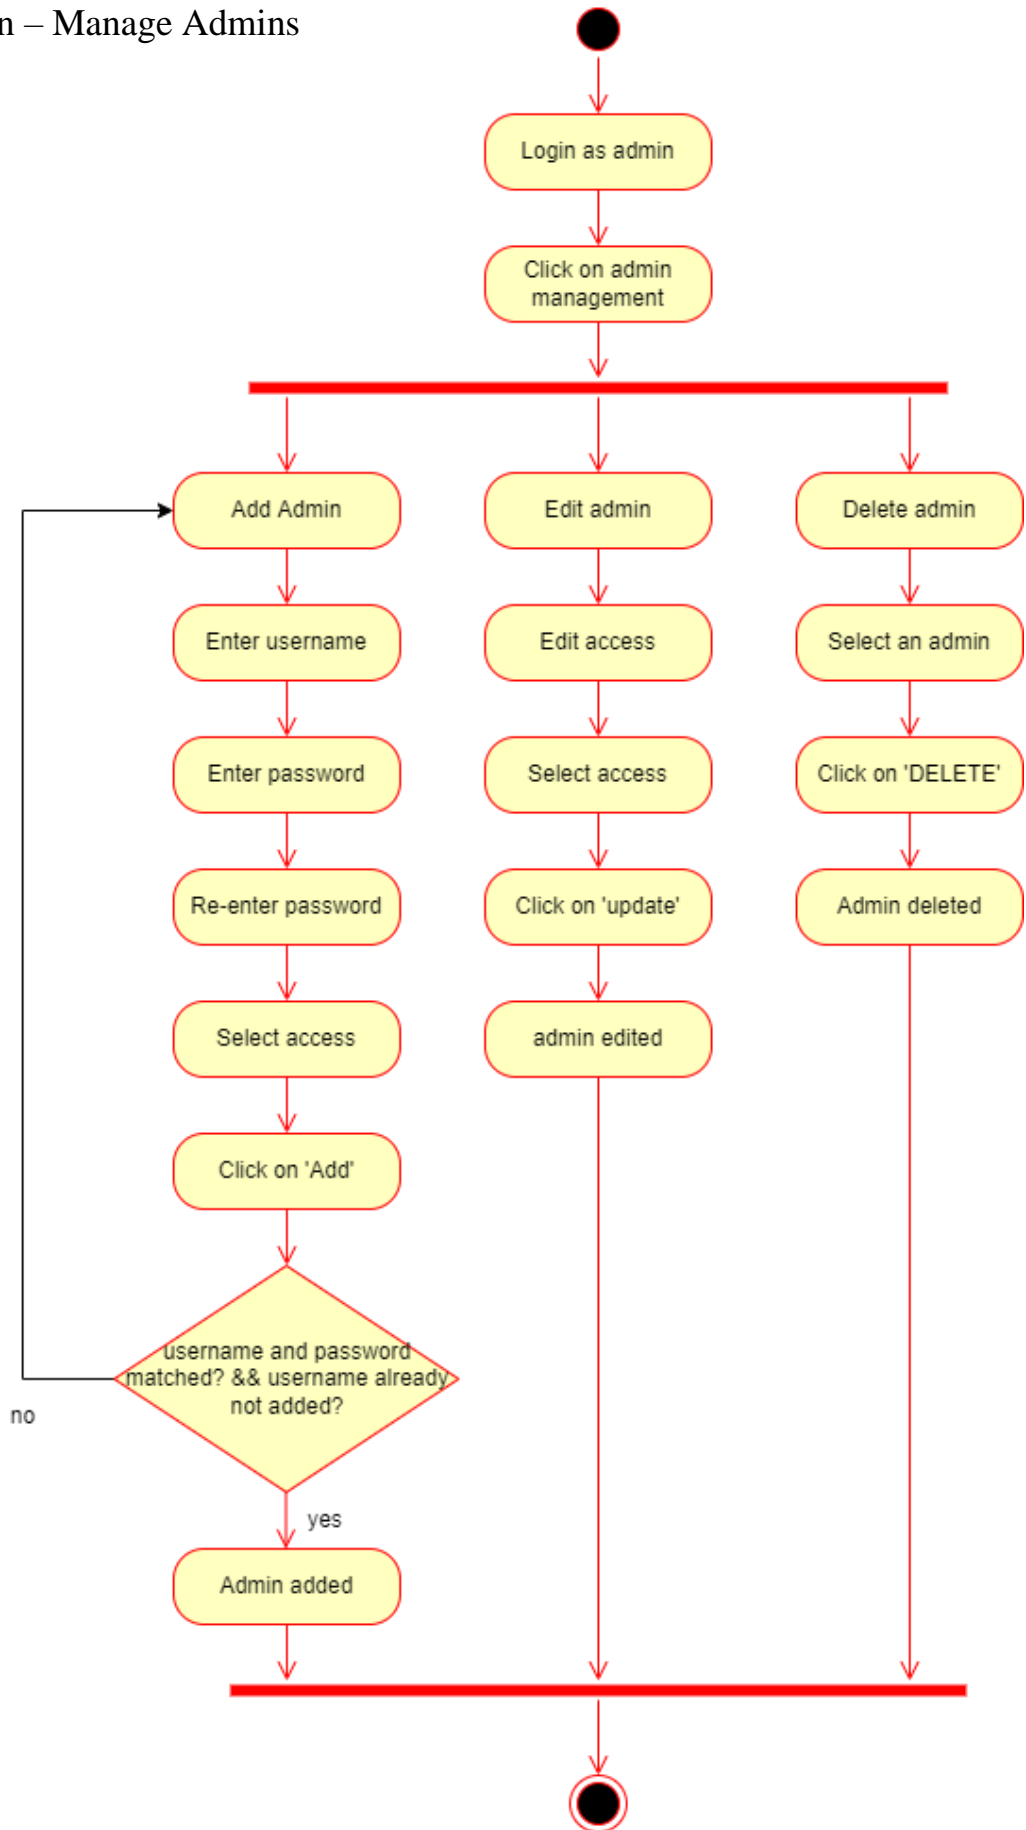 n – Manage Admins
Login as admin
Click on admin
management
Add Admin
Edit admin
Delete admin
Enter username
Edit access
Select an admin
Enter password
Select access
Click on 'DELETE'
Re-enter password
Click on 'update'
Admin deleted
Select access
admin edited
Click on 'Add'
username and password
matched? && username already
not added?
no
yes
Admin added